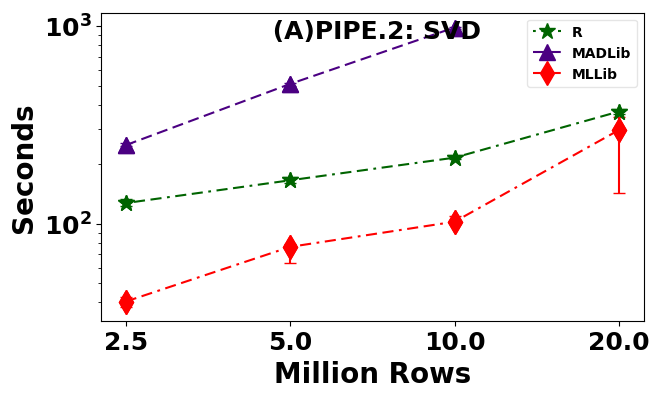 (A)PIPE.2: SVD
R
MADLib
MLLib
Seconds
10³
10²
2.5 5.0 10.0 20.0
Million Rows